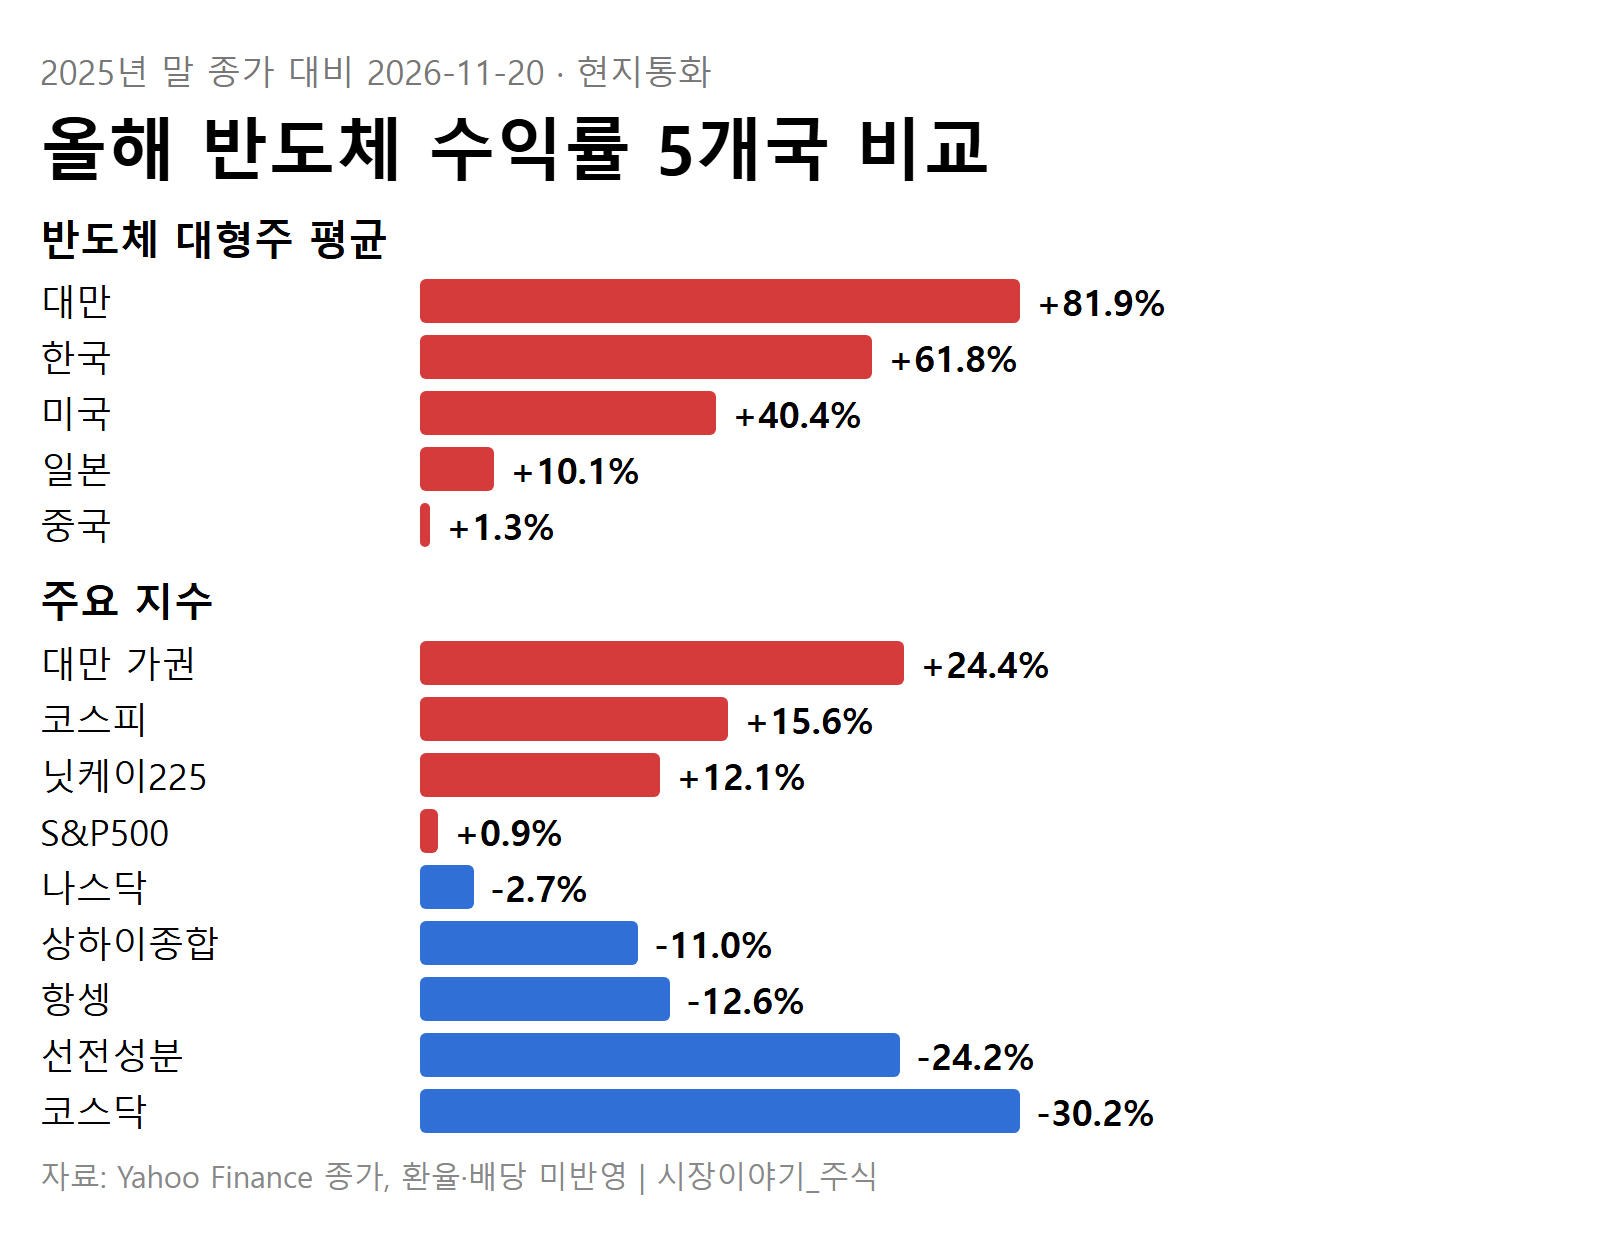 2025년 말 종가 대비 2026-11-20 · 현지통화
올해 반도체 수익률 5개국 비교
반도체 대형주 평균
대만 +81.9%
한국 +61.8%
미국 +40.4%
일본 +10.1%
중국 +1.3%
주요 지수
대만 가권 +24.4%
코스피 +15.6%
닛케이225 +12.1%
S&P500 +0.9%
나스닥 -2.7%
상하이종합 -11.0%
항셍 -12.6%
선전성분 -24.2%
코스닥 -30.2%
자료: Yahoo Finance 종가, 환율·배당 미반영 | 시장이야기_주식